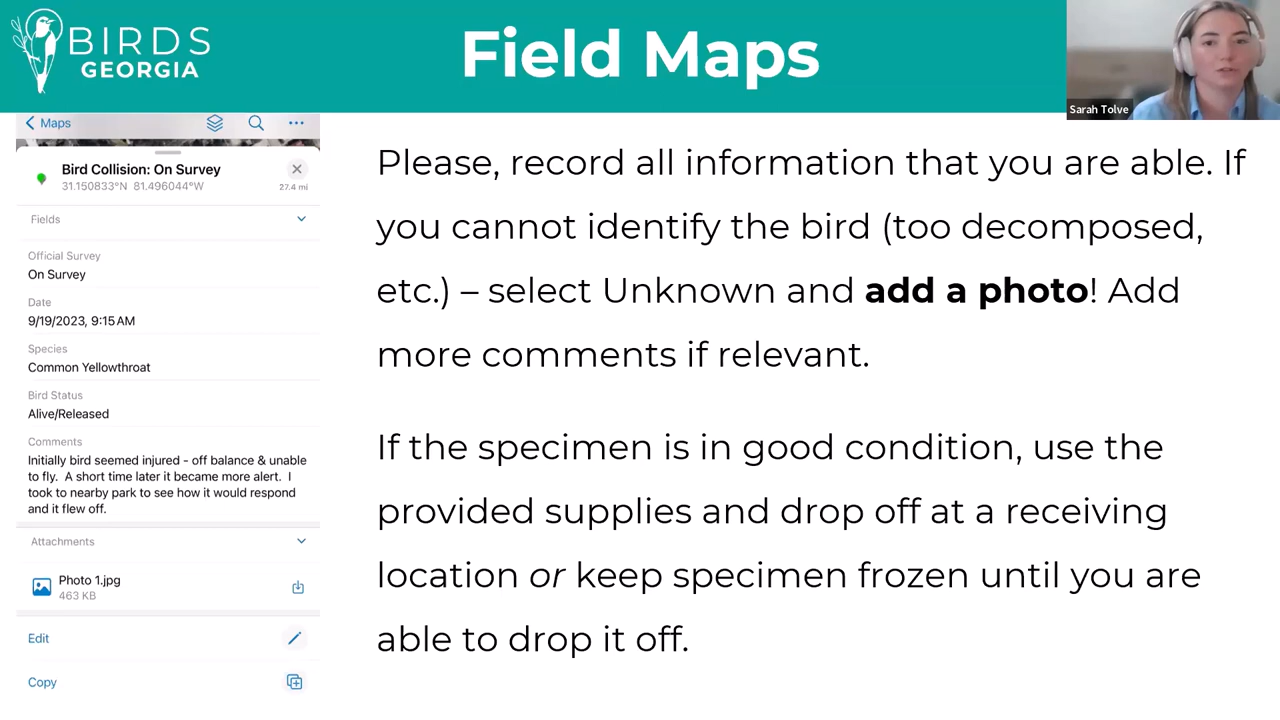 BIRDS
GEORGIA
Field Maps
Sarah Tolve
Maps
Bird Collision: On Survey
31.150833°N 81.496044°W
27.4 mi
Fields
Official Survey
On Survey
Date
9/19/2023, 9:15 AM
Species
Common Yellowthroat
Bird Status
Alive/Released
Comments
Initially bird seemed injured - off balance & unable
to fly. A short time later it became more alert. I
took to nearby park to see how it would respond
and it flew off.
Attachments
Photo 1.jpg
463 KB
Edit
Copy
Please, record all information that you are able. If
you cannot identify the bird (too decomposed,
etc.) – select Unknown and add a photo! Add
more comments if relevant.
If the specimen is in good condition, use the
provided supplies and drop off at a receiving
location or keep specimen frozen until you are
able to drop it off.